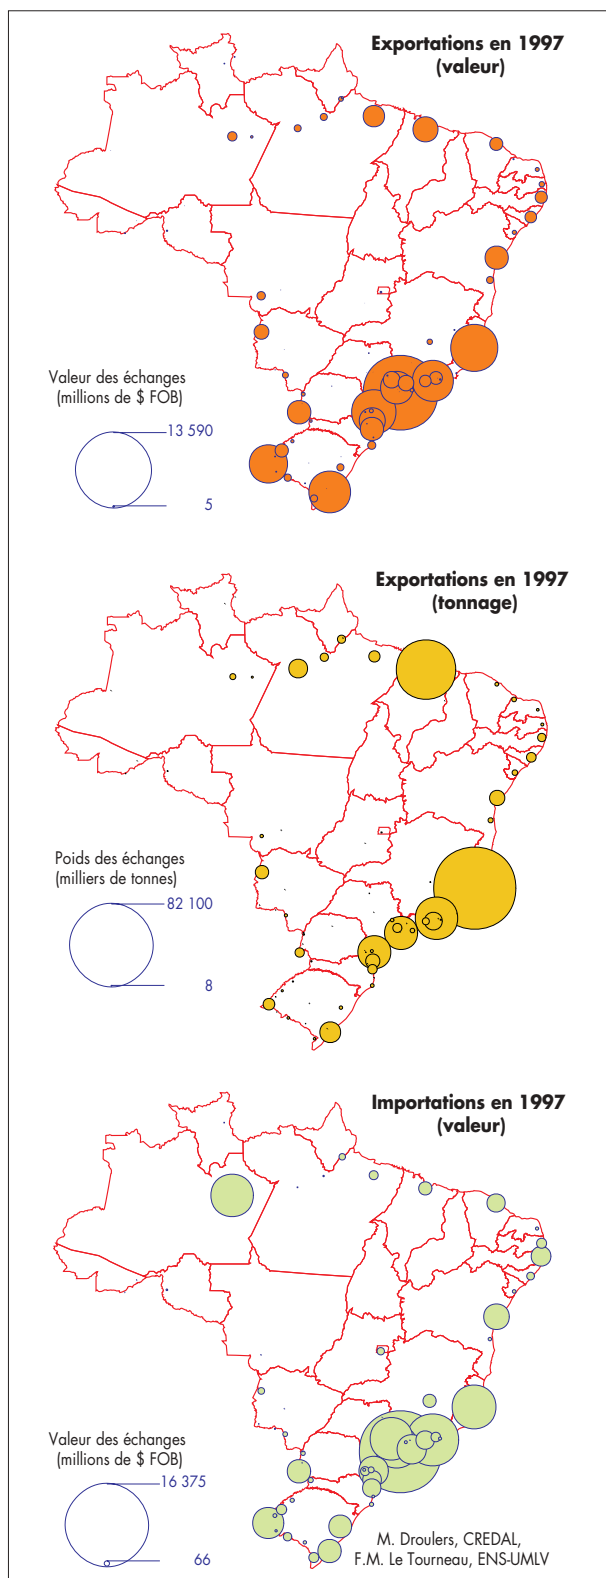 Exportations en 1997
(valeur)
Valeur des échanges
(millions de $ FOB)
13 590
5
Exportations en 1997
(tonnage)
Poids des échanges
(milliers de tonnes)
82 100
8
Importations en 1997
(valeur)
Valeur des échanges
(millions de $ FOB)
16 375
66
M. Droulers, CREDAL,
F.M. Le Tourneau, ENS-UMLV